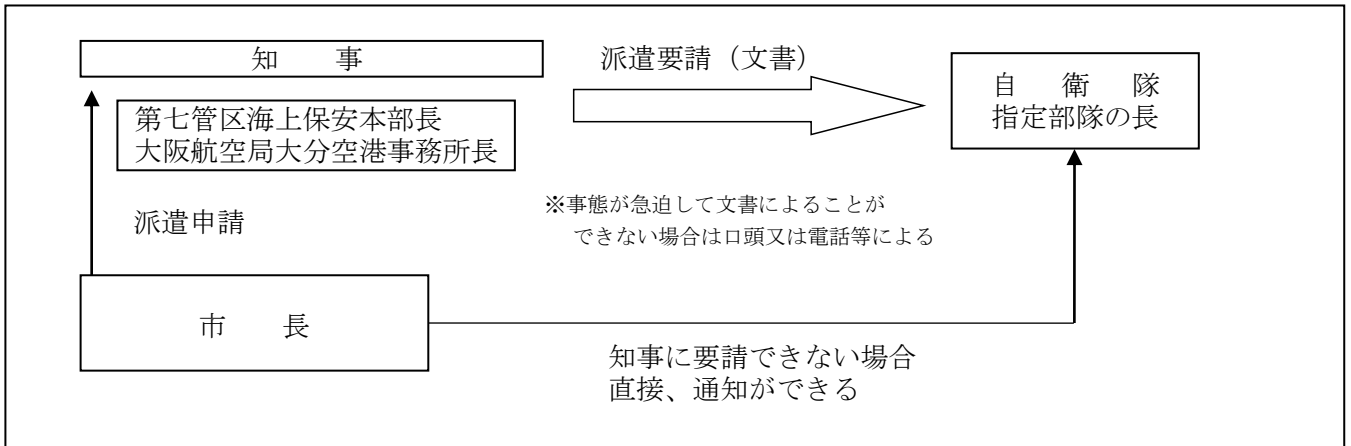 知　　事
派遣要請（文書）
自　衛　隊
指定部隊の長
第七管区海上保安本部長
大阪航空局大分空港事務所長
派遣申請
※事態が急迫して文書によることが
できない場合は口頭又は電話等による
市　　長
知事に要請できない場合
直接、通知ができる